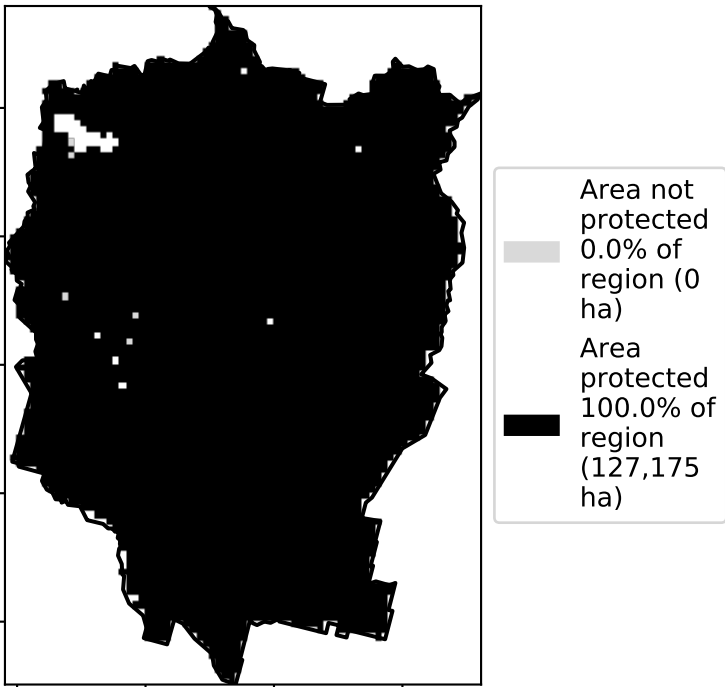 Area not
protected
0.0% of
region (0
ha)
Area
protected
100.0% of
region
(127,175
ha)